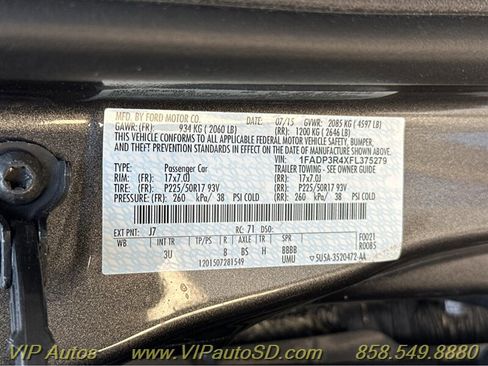 MFD. BY FORD MOTOR CO. DATE: 07/15 GVWR: 2085 KG ( 4597 LB)
GAWR:(FR) 934 KG ( 2060 LB) (RR) 1200 KG ( 2646 LB)
THIS VEHICLE CONFORMS TO ALL APPLICABLE FEDERAL MOTOR VEHICLE SAFETY, BUMPER,
AND THEFT PREVENTION STANDARDS IN EFFECT ON THE DATE OF MANUFACTURE SHOWN ABOVE.
VIN: 1FADP3R4XFL375279
TYPE: Passenger Car TRAILER TOWING - SEE OWNER GUIDE
RIM: (FR) 17x7.0J (RR) 17x7.0J
TIRE: (FR) P225/50R17 93V (RR) P225/50R17 93V
PRESSURE: (FR) 260 kPa/ 38 PSI COLD (RR) 260 kPa/ 38 PSI COLD
EXT PNT: J7 RC: 71 DSO: F0021
WB INT TR TP/PS R AXLE TR SPR R0085
3U B BS H BBBB
1201507281549 UMU ▽ 5USA-3520472-AA
VIP Autos www.VIPautoSD.com 858.549.8880